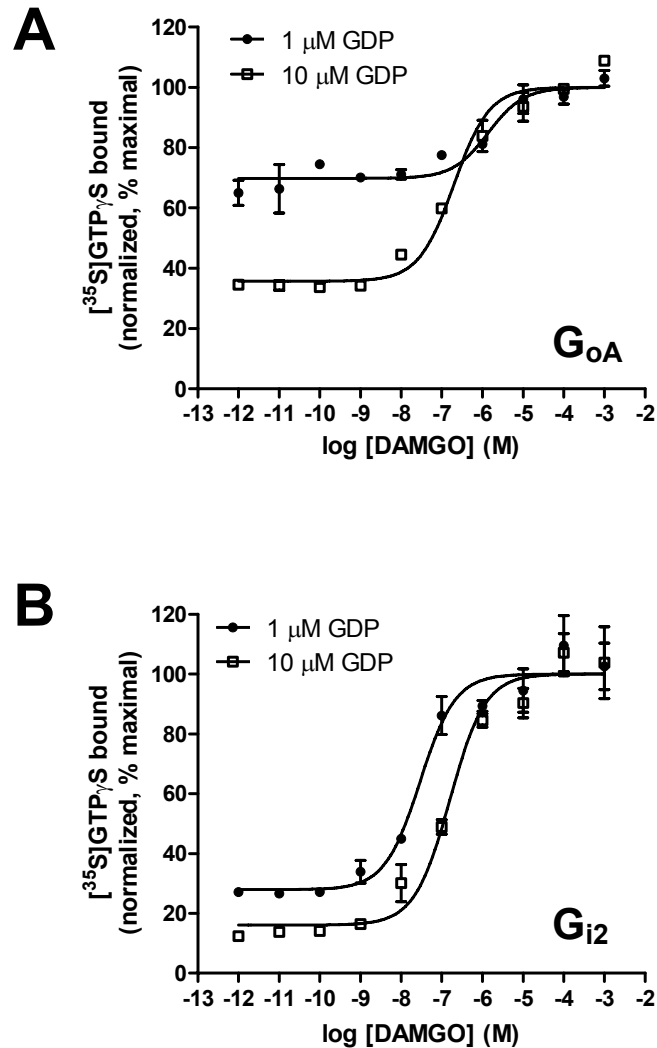 A
120
100
80
60
40
20
0
1 μM GDP
10 μM GDP
[³⁵S]GTPγS bound
(normalized, % maximal)
GₒA
-13 -12 -11 -10 -9 -8 -7 -6 -5 -4 -3 -2
log [DAMGO] (M)
B
120
100
80
60
40
20
0
1 μM GDP
10 μM GDP
[³⁵S]GTPγS bound
(normalized, % maximal)
Gi2
-13 -12 -11 -10 -9 -8 -7 -6 -5 -4 -3 -2
log [DAMGO] (M)